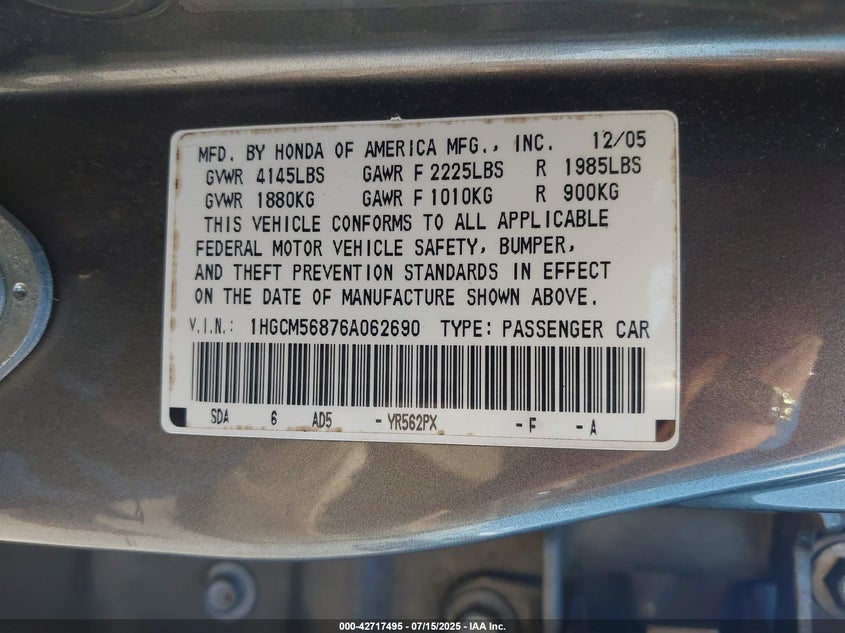 MFD. BY HONDA OF AMERICA MFG., INC. 12/05
GVWR 4145LBS GAWR F 2225LBS R 1985LBS
GVWR 1880KG GAWR F 1010KG R 900KG
THIS VEHICLE CONFORMS TO ALL APPLICABLE
FEDERAL MOTOR VEHICLE SAFETY, BUMPER,
AND THEFT PREVENTION STANDARDS IN EFFECT
ON THE DATE OF MANUFACTURE SHOWN ABOVE.
V.I.N.: 1HGCM56876A062690 TYPE: PASSENGER CAR
SDA 6 AD5 - YR562PX - F - A
000-42717495 - 07/15/2025 - IAA Inc.